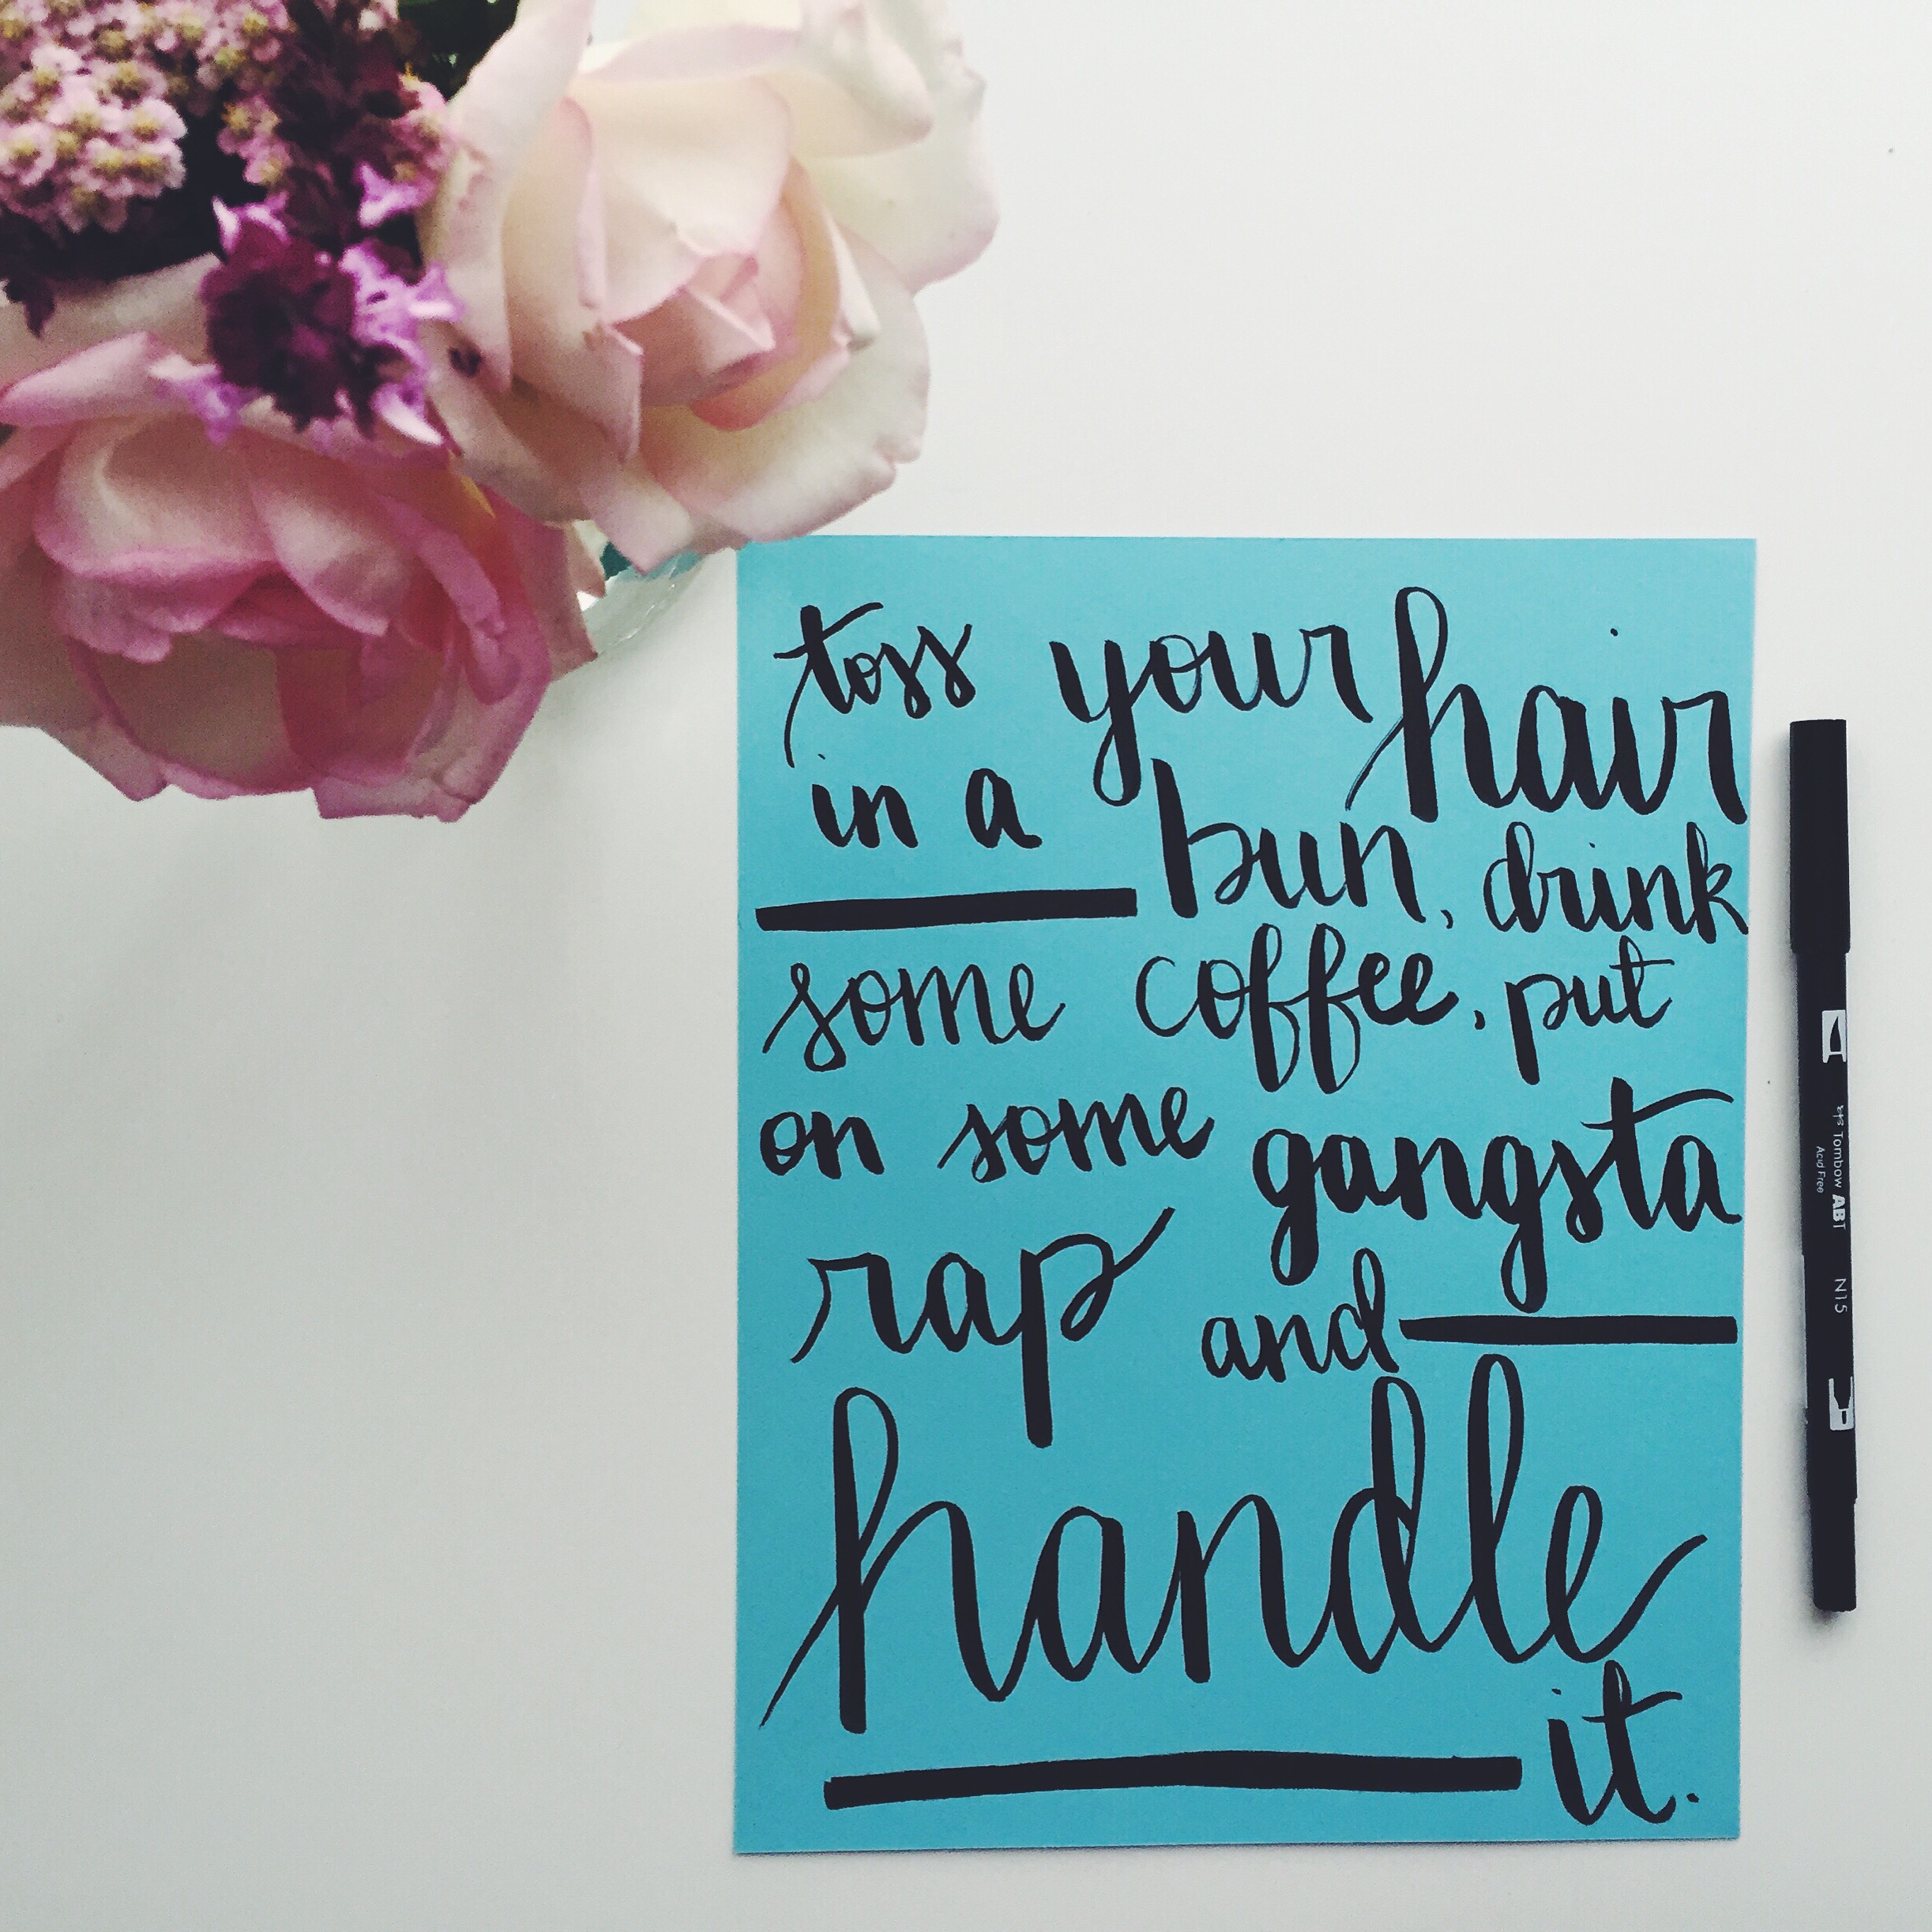 toss your hair
in a bun, drink
some coffee, put
on some gangsta
rap and
handle
it.
Tombow ABT N15
Acid Free